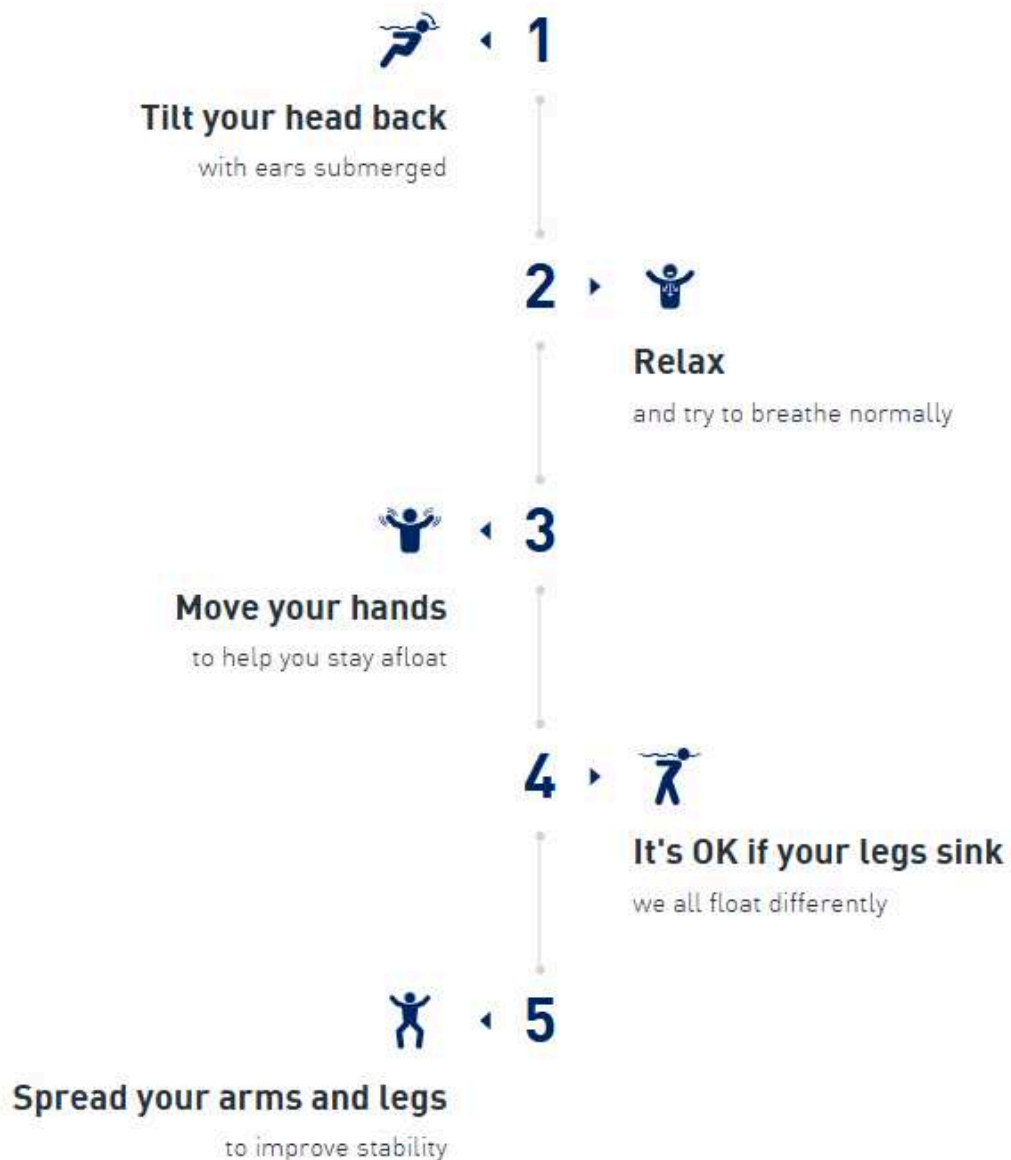 1
Tilt your head back
with ears submerged
2
Relax
and try to breathe normally
3
Move your hands
to help you stay afloat
4
It's OK if your legs sink
we all float differently
5
Spread your arms and legs
to improve stability